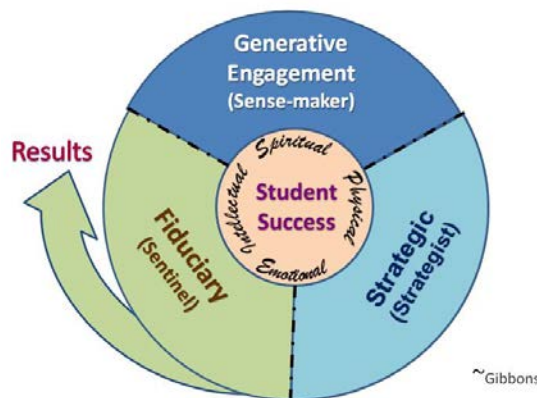 Generative
Engagement
(Sense-maker)
Results
Spiritual
Physical
Emotional
Intellectual
Student
Success
Fiduciary
(Sentinel)
Strategic
(Strategist)
~Gibbons